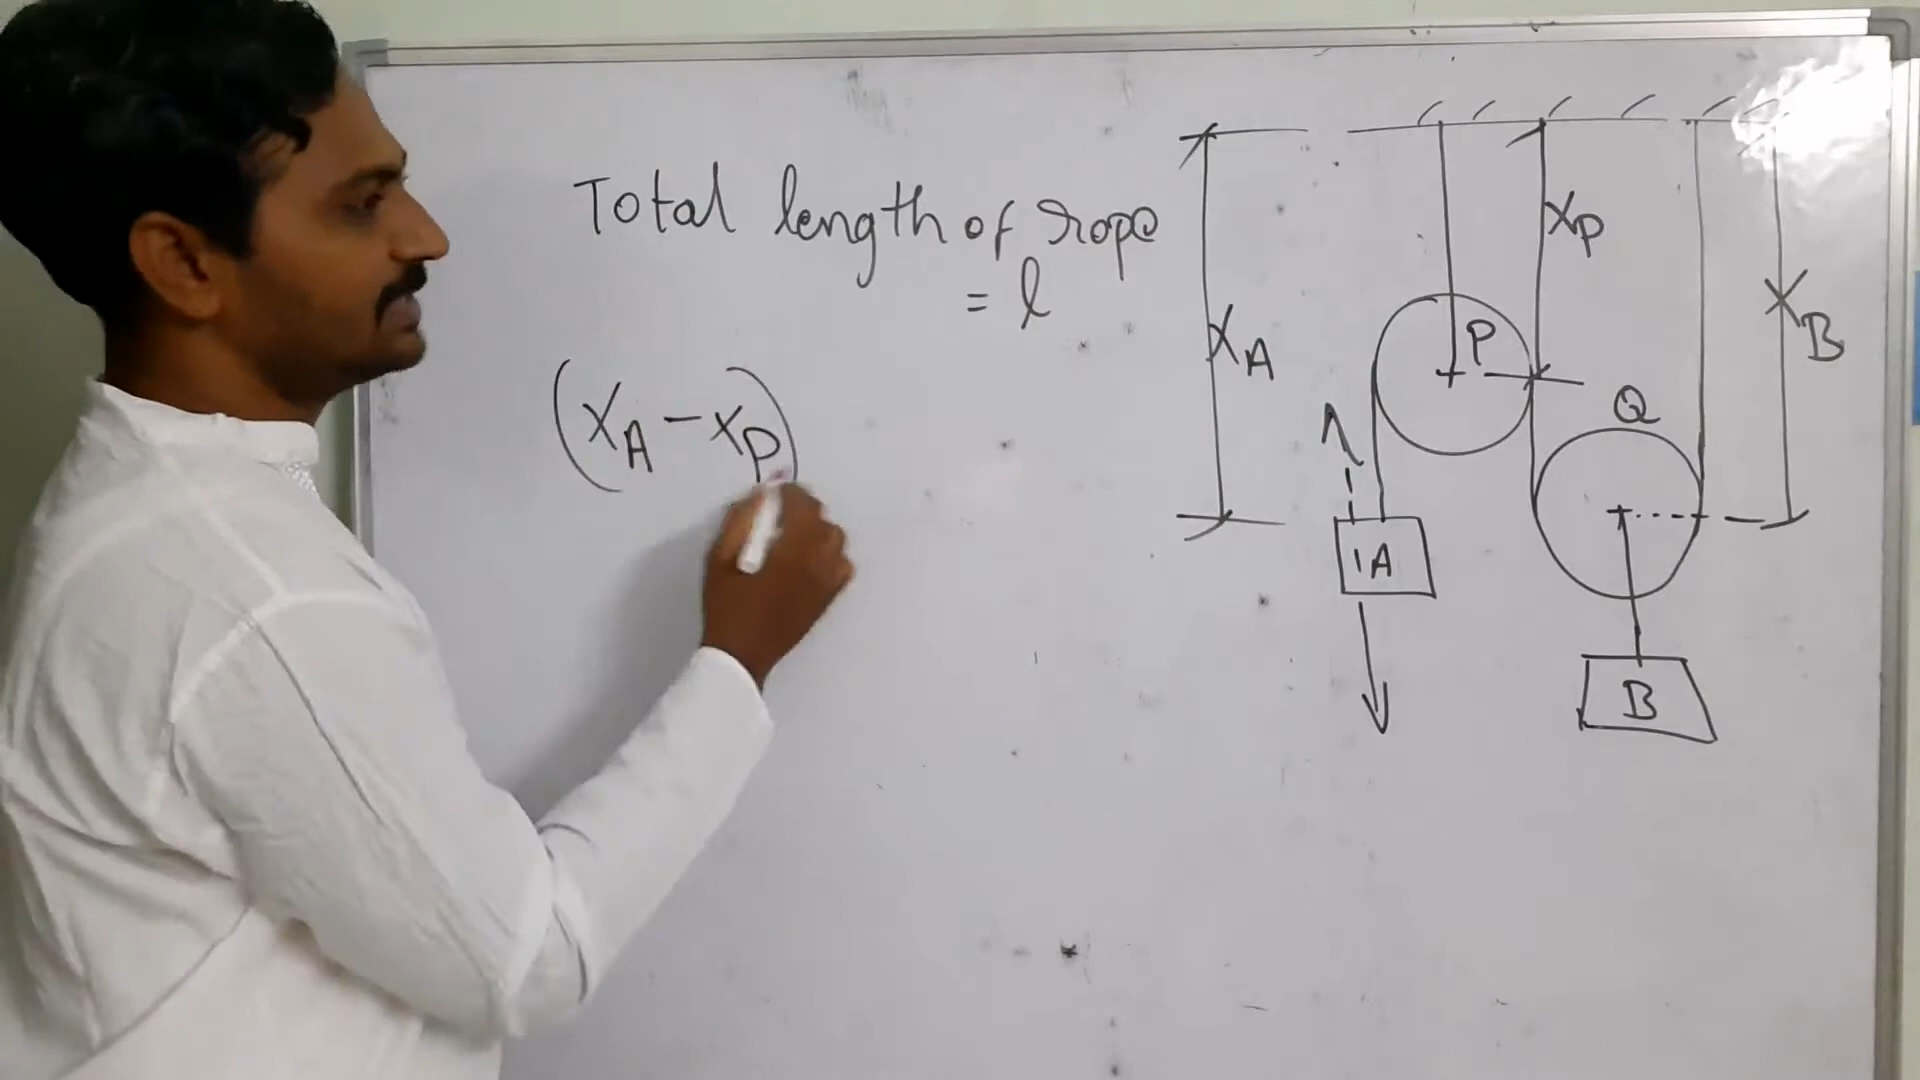 Total length of rope
= l
(X_A - X_P)
X_A
X_P
X_B
P
Q
A
B